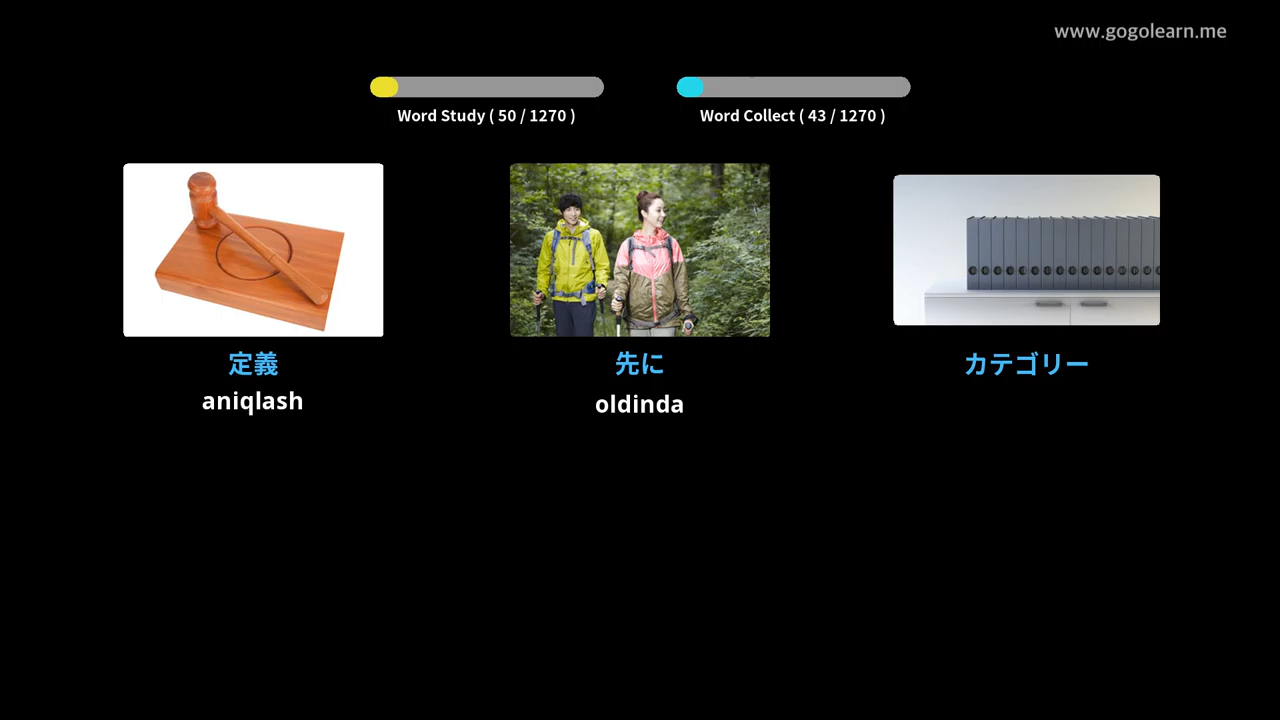 www.gogolearn.me
Word Study ( 50 / 1270 )
Word Collect ( 43 / 1270 )
定義
先に
カテゴリー
aniqlash
oldinda